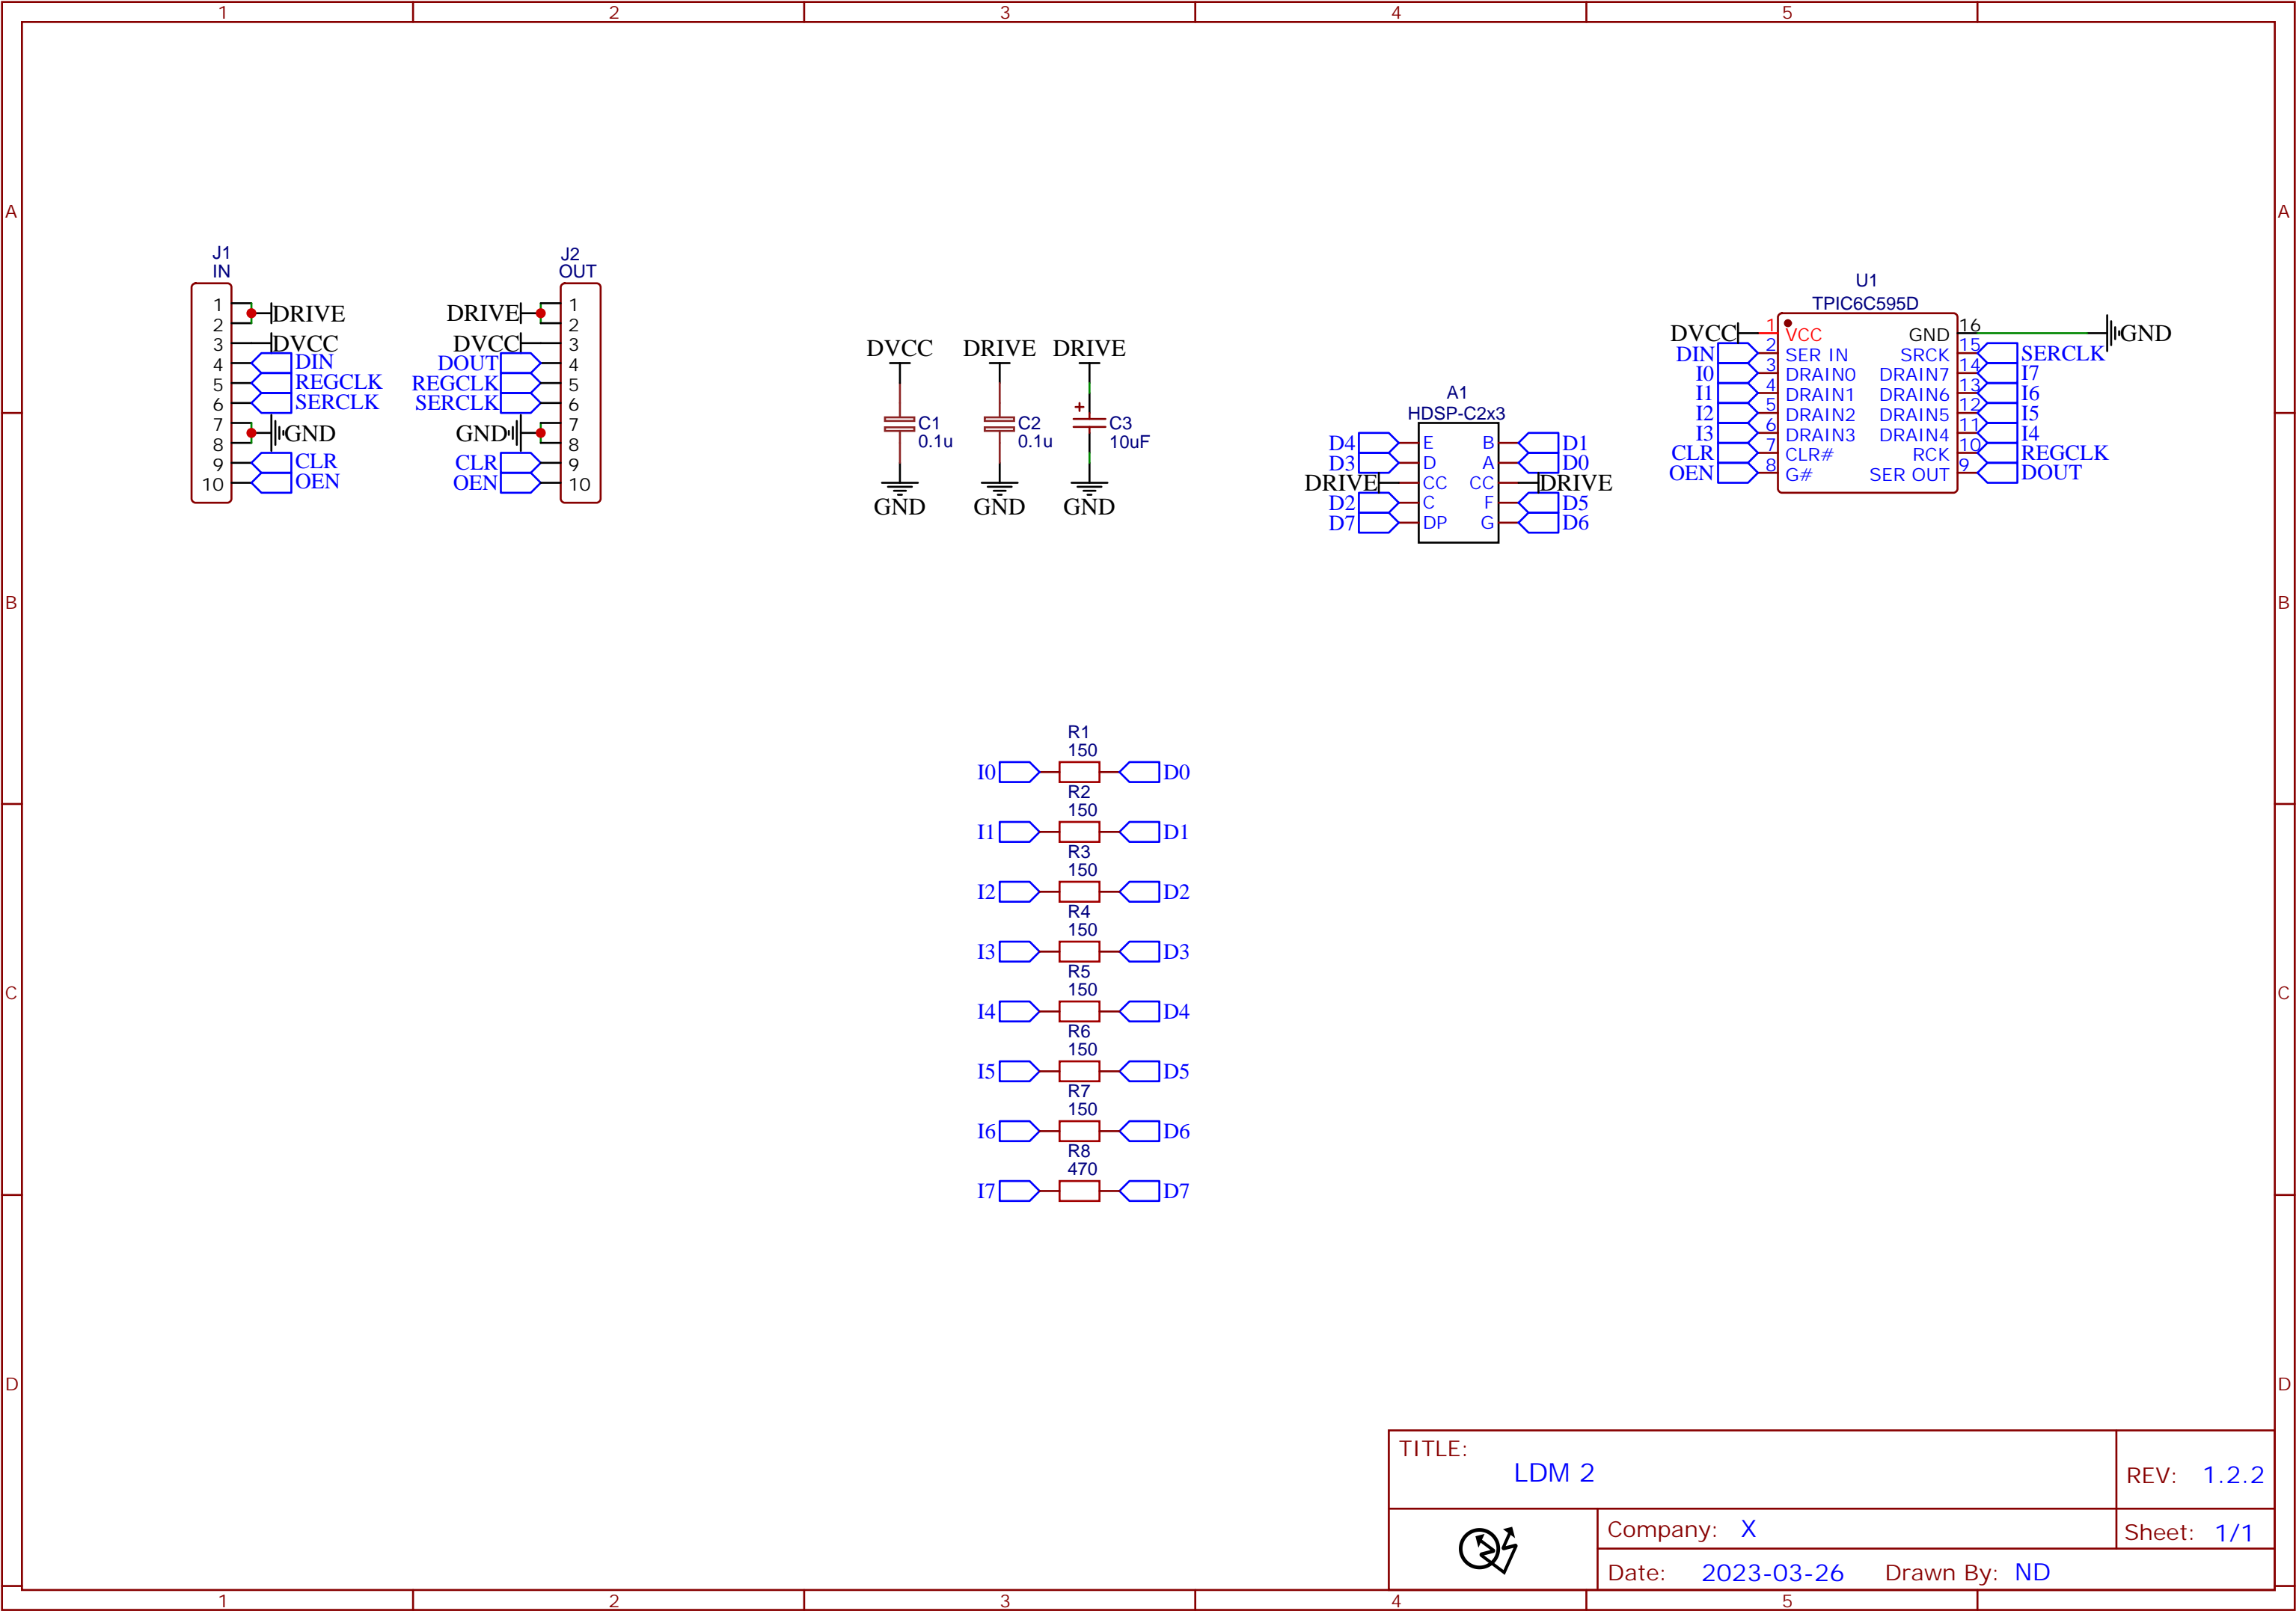 1 2 3 4 5
A A
B B
C C
D D
J1
IN
1 DRIVE
2
3 DVCC
4 DIN
5 REGCLK
6 SERCLK
7
8 GND
9 CLR
10 OEN
J2
OUT
DRIVE 1
2
DVCC 3
DOUT 4
REGCLK 5
SERCLK 6
GND 7
8
CLR 9
OEN 10
DVCC DRIVE DRIVE
+
C1 C2 C3
0.1u 0.1u 10uF
GND GND GND
A1
HDSP-C2x3
D4 E B D1
D3 D A D0
DRIVE CC CC DRIVE
D2 C F D5
D7 DP G D6
U1
TPIC6C595D
DVCC 1 VCC GND 16 GND
DIN 2 SER IN SRCK 15 SERCLK
I0 3 DRAIN0 DRAIN7 14 I7
I1 4 DRAIN1 DRAIN6 13 I6
I2 5 DRAIN2 DRAIN5 12 I5
I3 6 DRAIN3 DRAIN4 11 I4
CLR 7 CLR# RCK 10 REGCLK
OEN 8 G# SER OUT 9 DOUT
R1
150
I0 D0
R2
150
I1 D1
R3
150
I2 D2
R4
150
I3 D3
R5
150
I4 D4
R6
150
I5 D5
R7
150
I6 D6
R8
470
I7 D7
TITLE:
LDM 2
REV: 1.2.2
Company: X
Sheet: 1/1
Date: 2023-03-26 Drawn By: ND
1 2 3 4 5